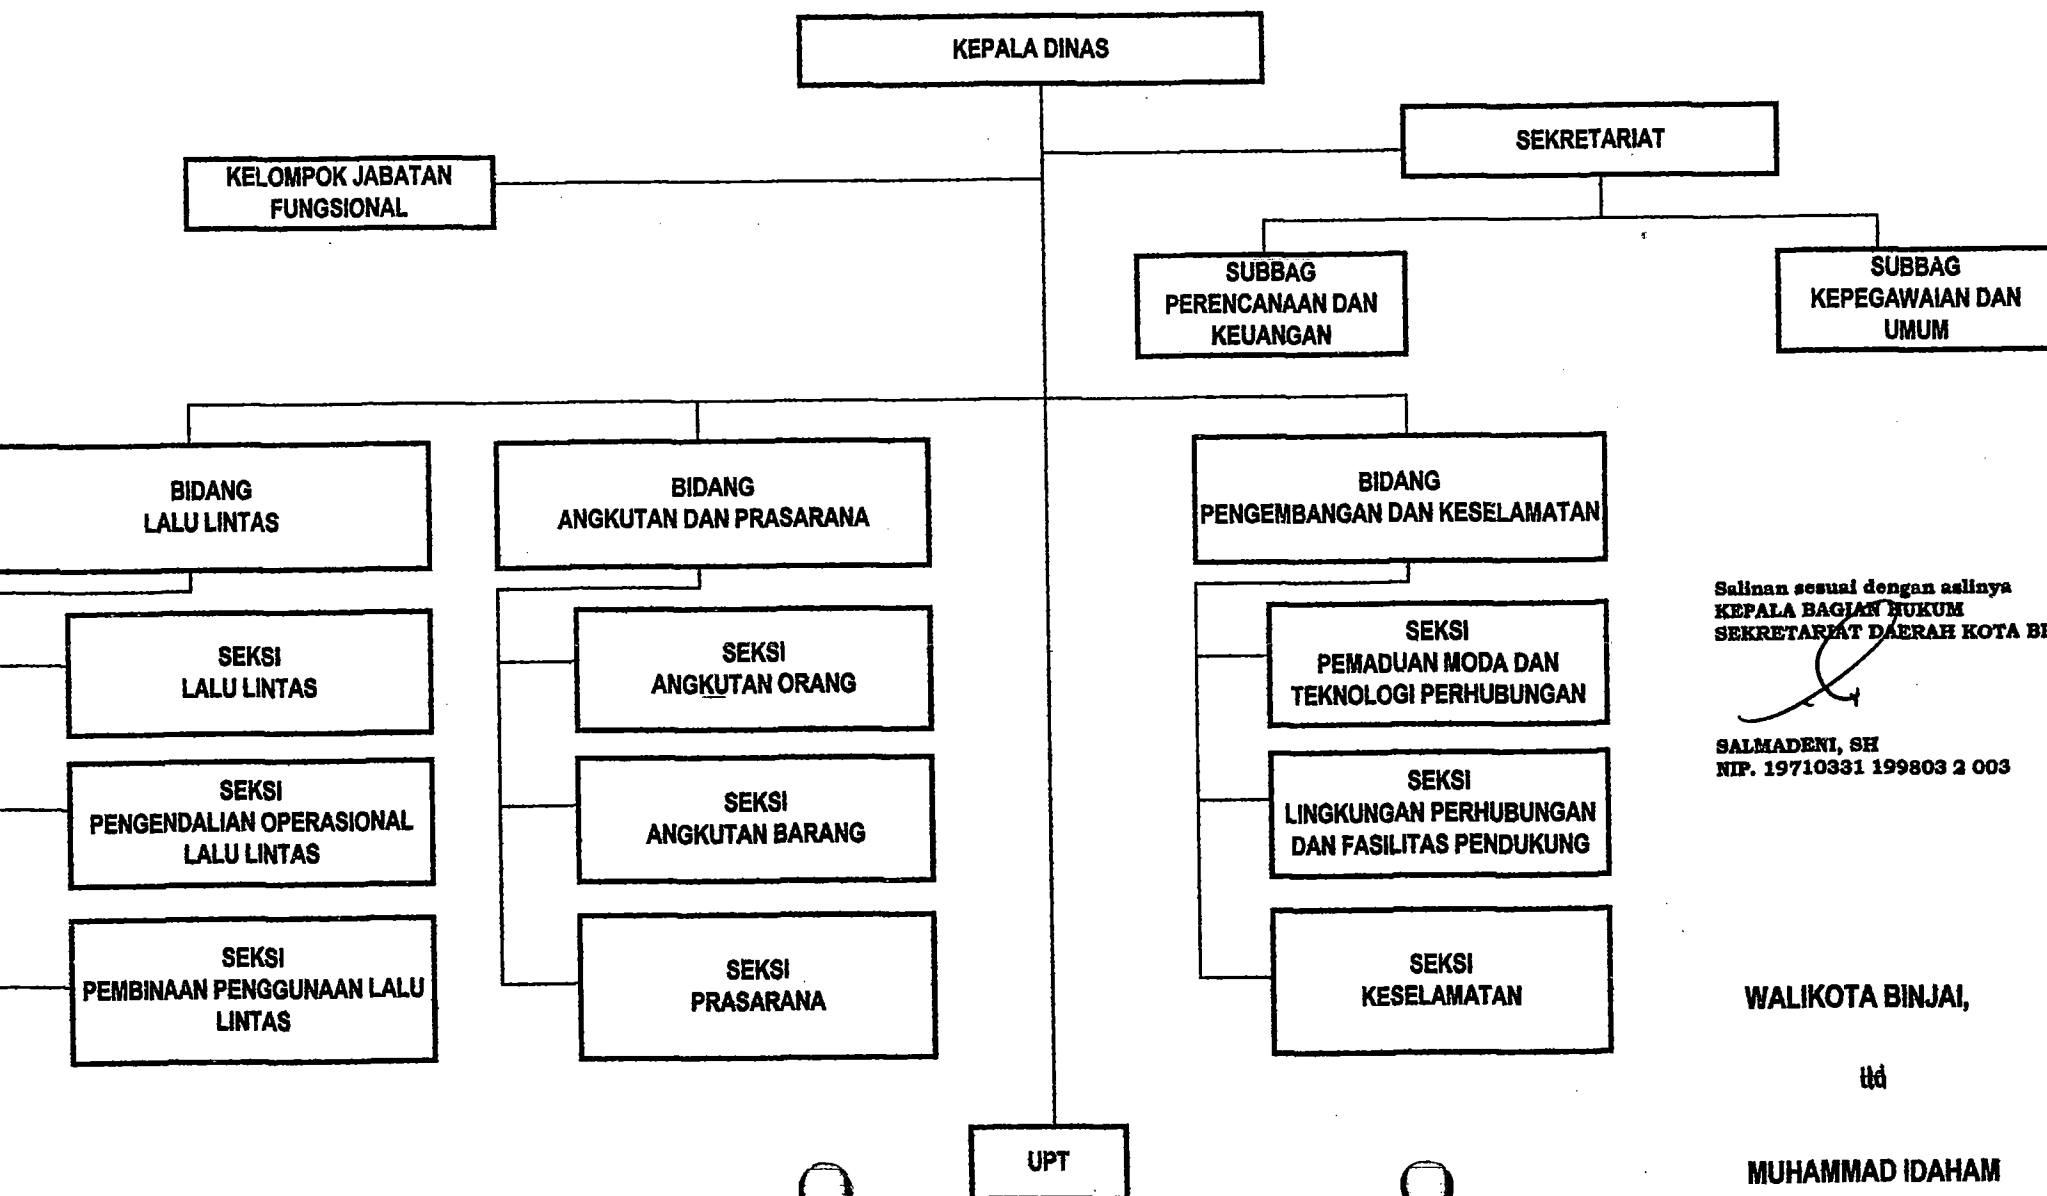 KEPALA DINAS
SEKRETARIAT
KELOMPOK JABATAN
FUNGSIONAL
SUBBAG
PERENCANAAN DAN
KEUANGAN
SUBBAG
KEPEGAWAIAN DAN
UMUM
BIDANG
LALU LINTAS
BIDANG
ANGKUTAN DAN PRASARANA
BIDANG
PENGEMBANGAN DAN KESELAMATAN
SEKSI
LALU LINTAS
SEKSI
PENGENDALIAN OPERASIONAL
LALU LINTAS
SEKSI
PEMBINAAN PENGGUNAAN LALU
LINTAS
SEKSI
ANGKUTAN ORANG
SEKSI
ANGKUTAN BARANG
SEKSI
PRASARANA
SEKSI
PEMADUAN MODA DAN
TEKNOLOGI PERHUBUNGAN
SEKSI
LINGKUNGAN PERHUBUNGAN
DAN FASILITAS PENDUKUNG
SEKSI
KESELAMATAN
UPT
Salinan sesuai dengan aslinya
KEPALA BAGIAN HUKUM
SEKRETARIAT DAERAH KOTA
SALMADENI, SH
NIP. 19710331 199803 2 003
WALIKOTA BINJAI,
ttd
MUHAMMAD IDAHAM